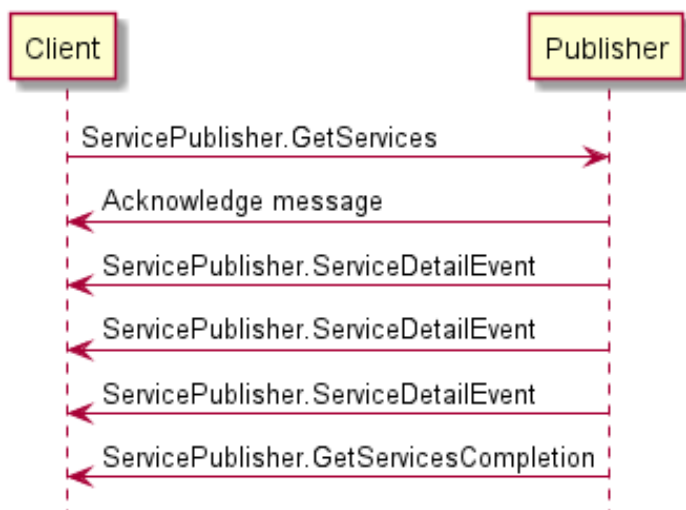 Client
Publisher
ServicePublisher.GetServices
Acknowledge message
ServicePublisher.ServiceDetailEvent
ServicePublisher.ServiceDetailEvent
ServicePublisher.ServiceDetailEvent
ServicePublisher.GetServicesCompletion